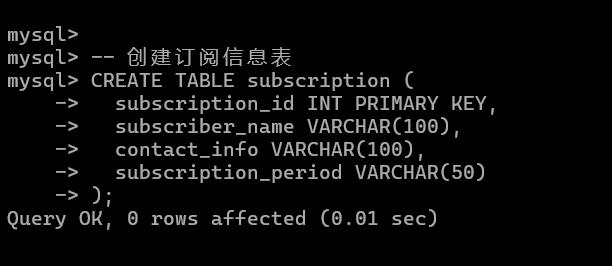 mysql>
mysql> -- 创建订阅信息表
mysql> CREATE TABLE subscription (
    ->   subscription_id INT PRIMARY KEY,
    ->   subscriber_name VARCHAR(100),
    ->   contact_info VARCHAR(100),
    ->   subscription_period VARCHAR(50)
    -> );
Query OK, 0 rows affected (0.01 sec)